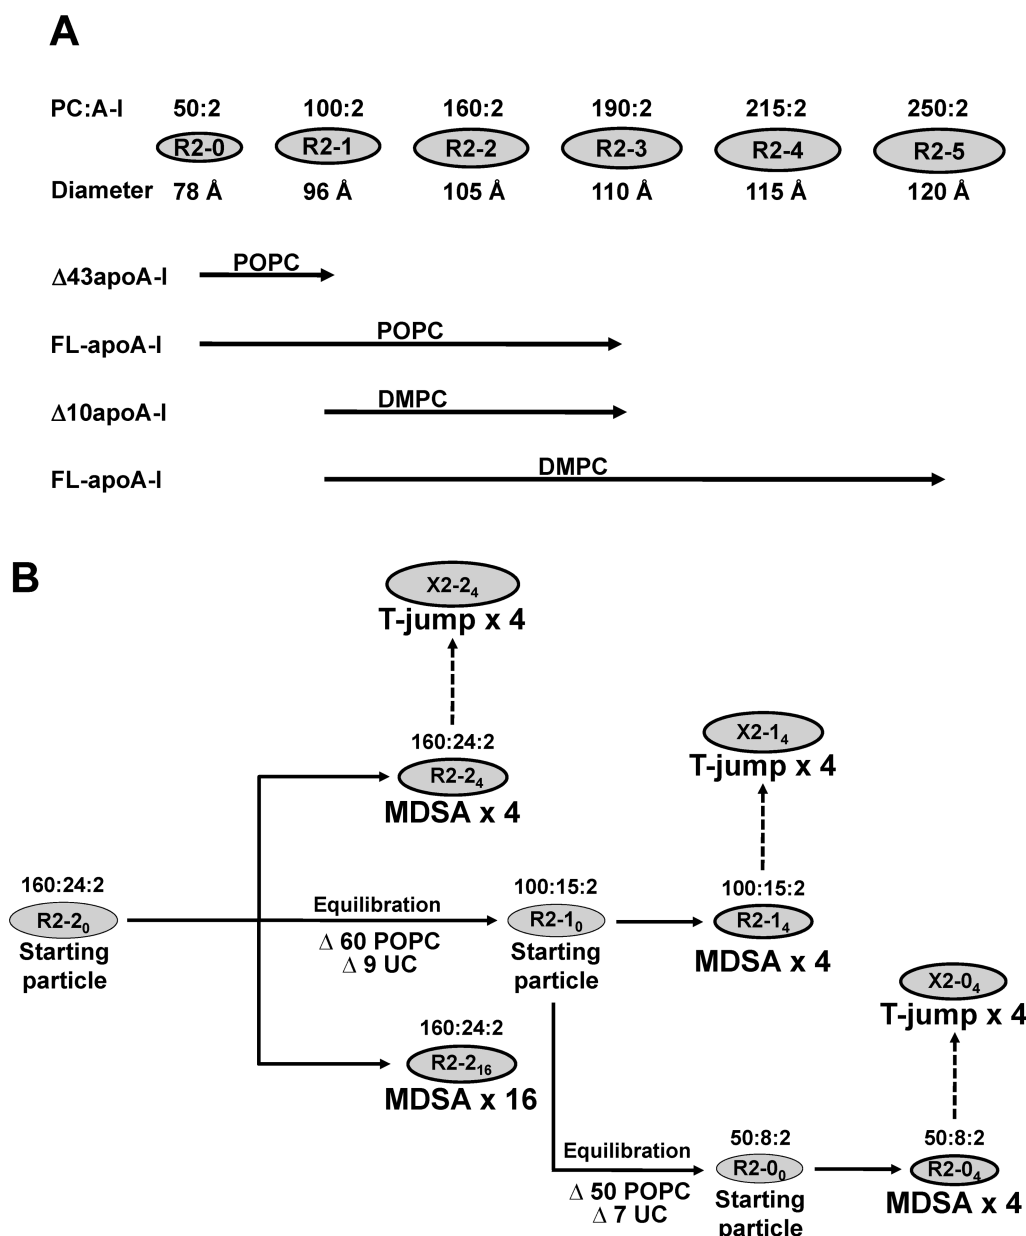 A
PC:A-I 50:2 100:2 160:2 190:2 215:2 250:2
R2-0 R2-1 R2-2 R2-3 R2-4 R2-5
Diameter 78 Å 96 Å 105 Å 110 Å 115 Å 120 Å
Δ43apoA-I POPC
FL-apoA-I POPC
Δ10apoA-I DMPC
FL-apoA-I DMPC
B
X2-2₄
T-jump x 4
160:24:2
R2-2₄
MDSA x 4
X2-1₄
T-jump x 4
160:24:2
R2-2₀
Starting
particle
Equilibration
Δ 60 POPC
Δ 9 UC
100:15:2
R2-1₀
Starting
particle
100:15:2
R2-1₄
MDSA x 4
160:24:2
R2-2₁₆
MDSA x 16
X2-0₄
T-jump x 4
Equilibration
Δ 50 POPC
Δ 7 UC
50:8:2
R2-0₀
Starting
particle
50:8:2
R2-0₄
MDSA x 4